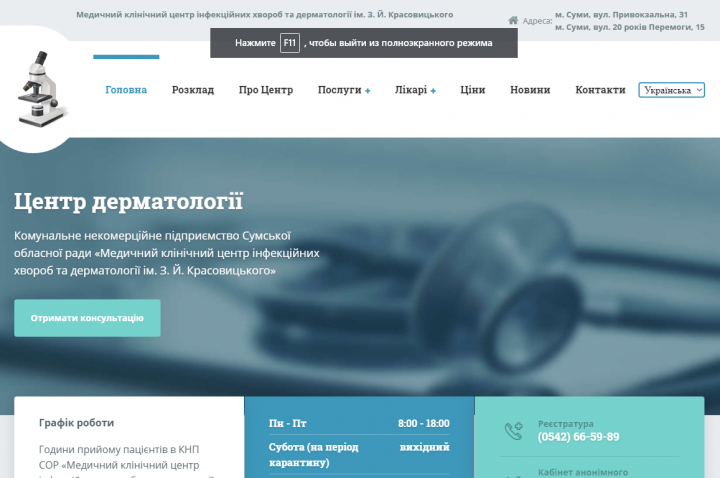 Медичний клінічний центр інфекційних хвороб та дерматології ім. З. Й. Красовицького
Адреса: м. Суми, вул. Привокзальна, 31
м. Суми, вул. 20 років Перемоги, 15
Нажмите F11 , чтобы выйти из полноэкранного режима
Головна Розклад Про Центр Послуги + Лікарі + Ціни Новини Контакти Українська
Центр дерматології
Комунальне некомерційне підприємство Сумської
обласної ради «Медичний клінічний центр інфекційних
хвороб та дерматології ім. З. Й. Красовицького»
Отримати консультацію
Графік роботи
Години прийому пацієнтів в КНП
СОР «Медичний клінічний центр
Пн - Пт 8:00 - 18:00
Субота (на період карантину) вихідний
Реєстратура
(0542) 66-59-89
Кабінет анонімного